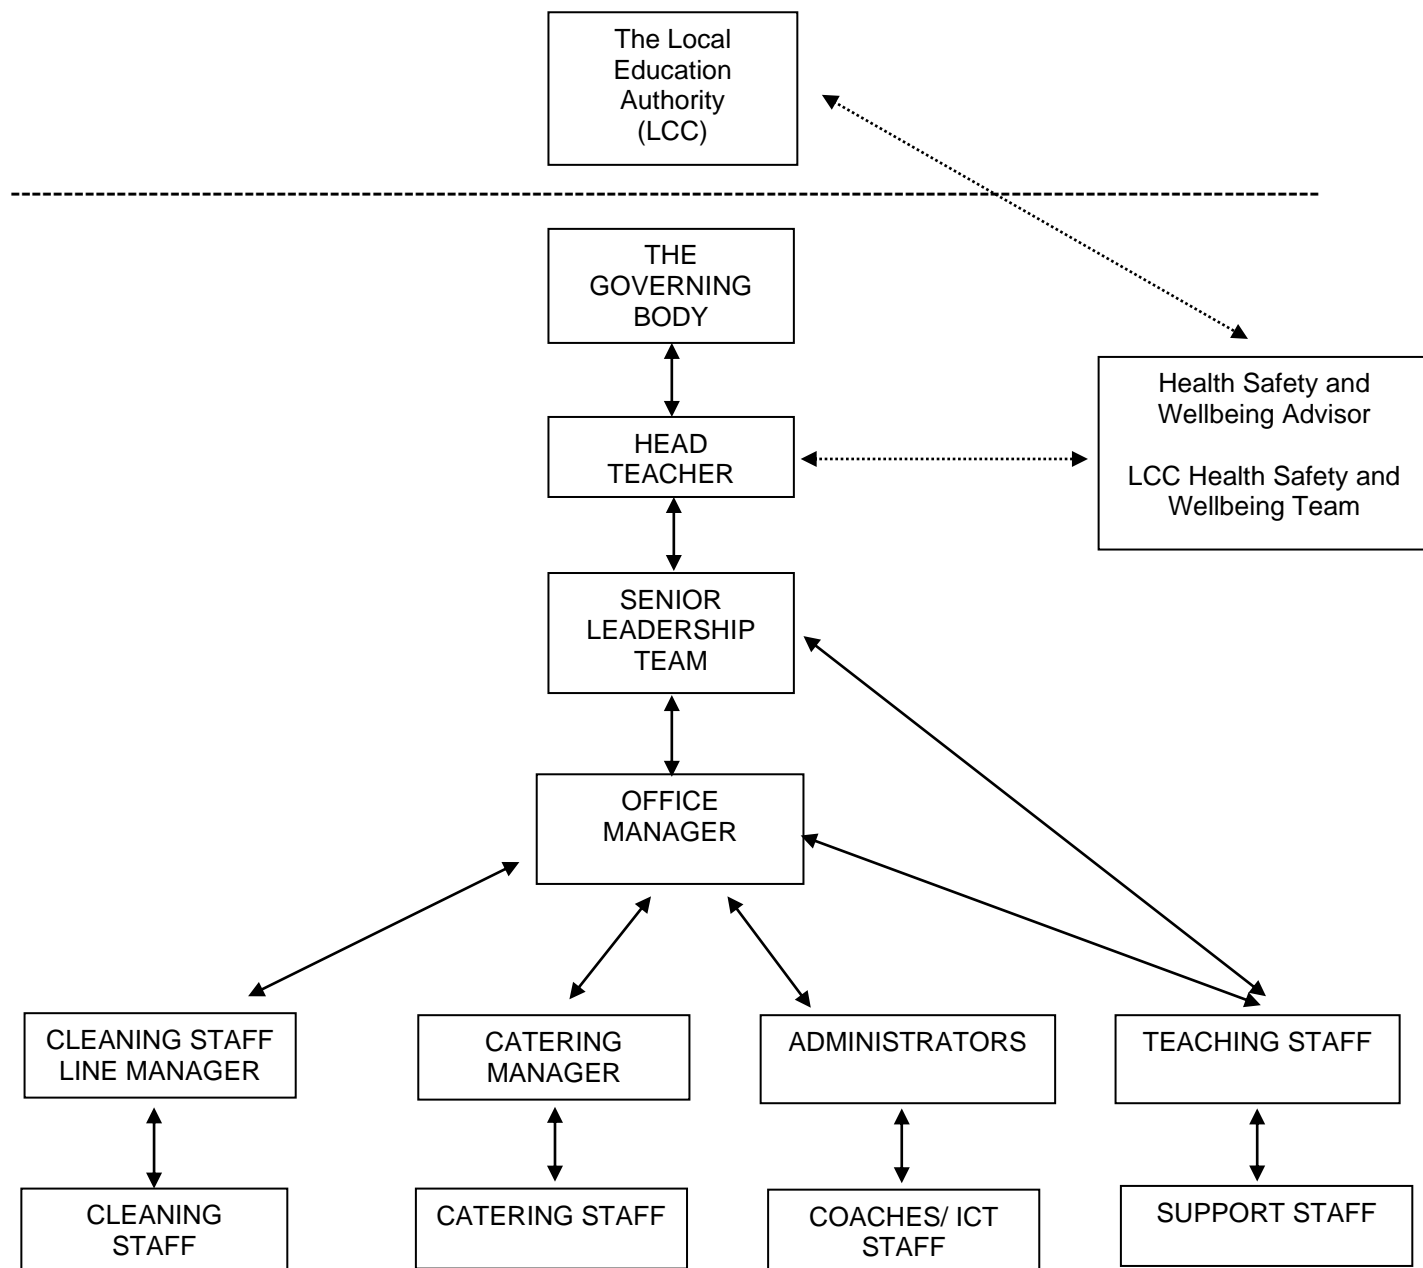 The Local
Education
Authority
(LCC)
THE
GOVERNING
BODY
HEAD
TEACHER
Health Safety and
Wellbeing Advisor
LCC Health Safety and
Wellbeing Team
SENIOR
LEADERSHIP
TEAM
OFFICE
MANAGER
CLEANING STAFF
LINE MANAGER
CATERING
MANAGER
ADMINISTRATORS
TEACHING STAFF
CLEANING
STAFF
CATERING STAFF
COACHES/ ICT
STAFF
SUPPORT STAFF